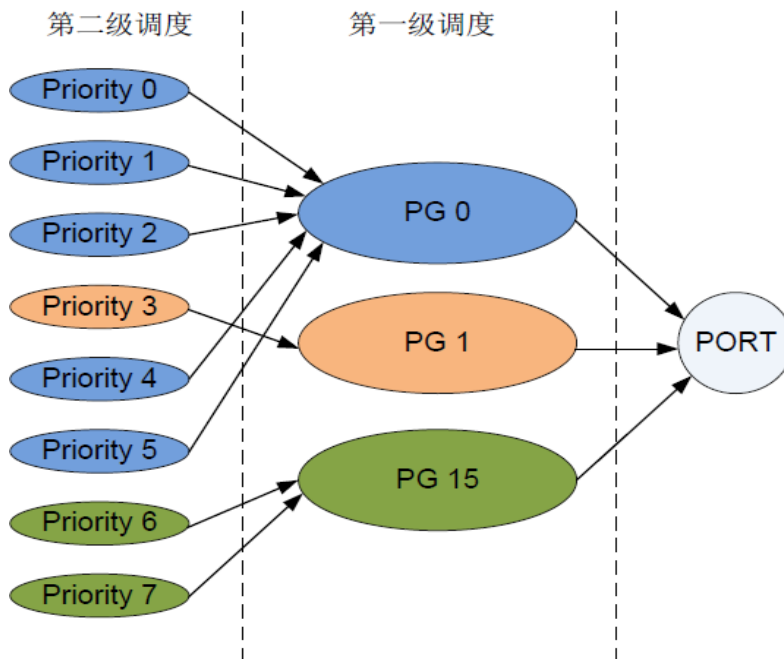 第二级调度
第一级调度
Priority 0
Priority 1
Priority 2
Priority 3
Priority 4
Priority 5
Priority 6
Priority 7
PG 0
PG 1
PG 15
PORT